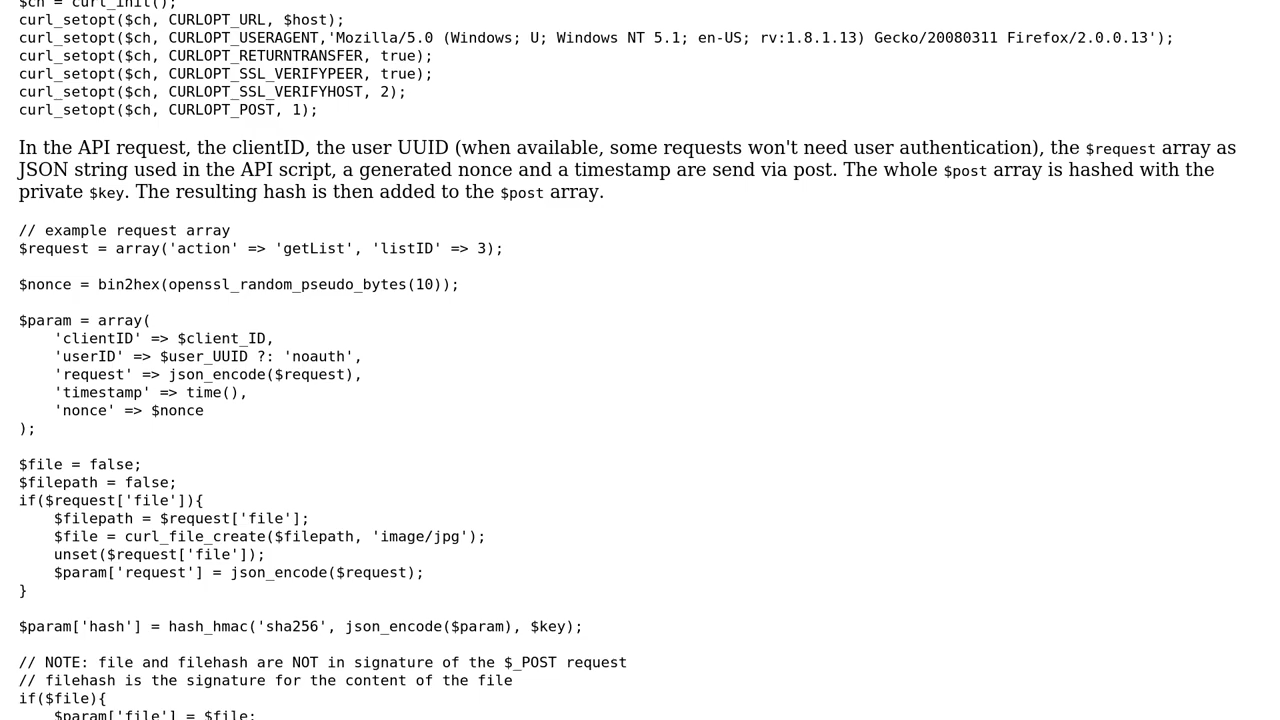 $ch = curl_init();
curl_setopt($ch, CURLOPT_URL, $host);
curl_setopt($ch, CURLOPT_USERAGENT,'Mozilla/5.0 (Windows; U; Windows NT 5.1; en-US; rv:1.8.1.13) Gecko/20080311 Firefox/2.0.0.13');
curl_setopt($ch, CURLOPT_RETURNTRANSFER, true);
curl_setopt($ch, CURLOPT_SSL_VERIFYPEER, true);
curl_setopt($ch, CURLOPT_SSL_VERIFYHOST, 2);
curl_setopt($ch, CURLOPT_POST, 1);
In the API request, the clientID, the user UUID (when available, some requests won't need user authentication), the $request array as
JSON string used in the API script, a generated nonce and a timestamp are send via post. The whole $post array is hashed with the
private $key. The resulting hash is then added to the $post array.
// example request array
$request = array('action' => 'getList', 'listID' => 3);
$nonce = bin2hex(openssl_random_pseudo_bytes(10));
$param = array(
    'clientID' => $client_ID,
    'userID' => $user_UUID ?: 'noauth',
    'request' => json_encode($request),
    'timestamp' => time(),
    'nonce' => $nonce
);
$file = false;
$filepath = false;
if($request['file']){
    $filepath = $request['file'];
    $file = curl_file_create($filepath, 'image/jpg');
    unset($request['file']);
    $param['request'] = json_encode($request);
}
$param['hash'] = hash_hmac('sha256', json_encode($param), $key);
// NOTE: file and filehash are NOT in signature of the $_POST request
// filehash is the signature for the content of the file
if($file){
    $param['file'] = $file;